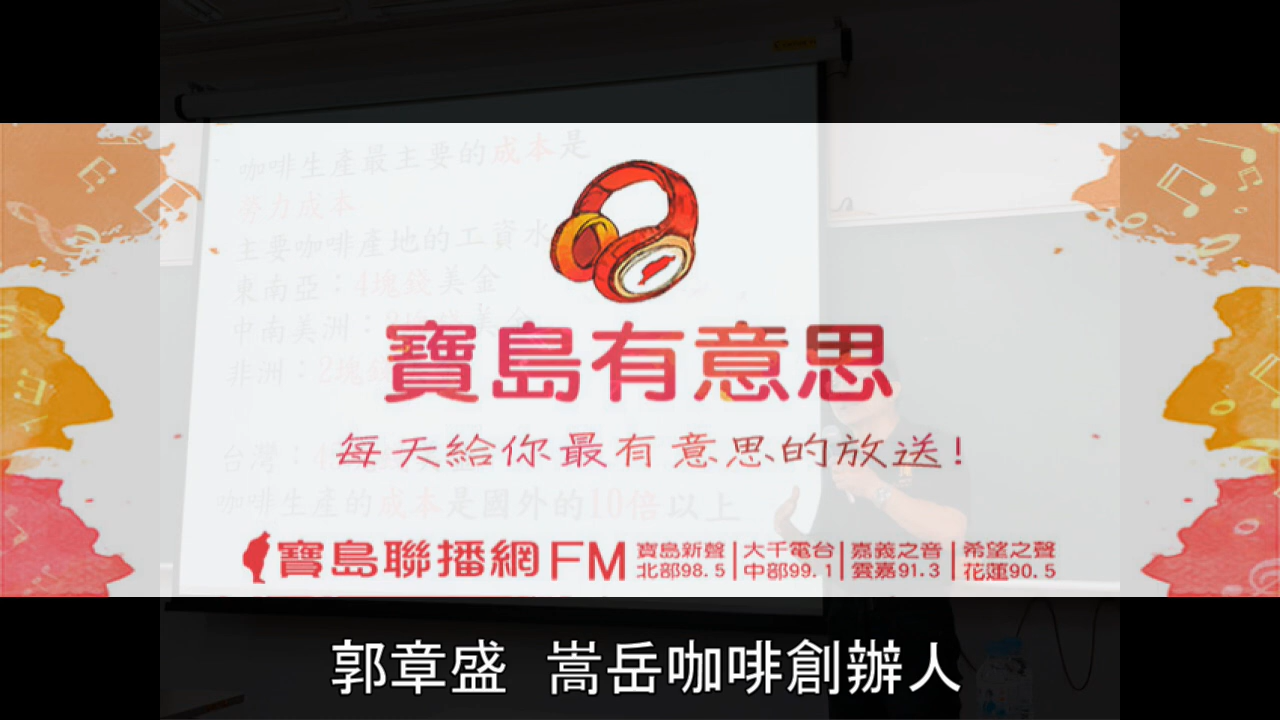 咖啡生產最主要的成本是
勞力成本
主要咖啡產地的工資水
東南亞：4塊錢美金
中南美洲：
非洲：2塊錢
寶島有意思
每天給你最有意思的放送!
台灣：
咖啡生產的成本是國外的10倍以上
寶島聯播網 FM 寶島新聲 北部98.5 | 大千電台 中部99.1 | 嘉義之音 雲嘉91.3 | 希望之聲 花蓮90.5
郭章盛 嵩岳咖啡創辦人